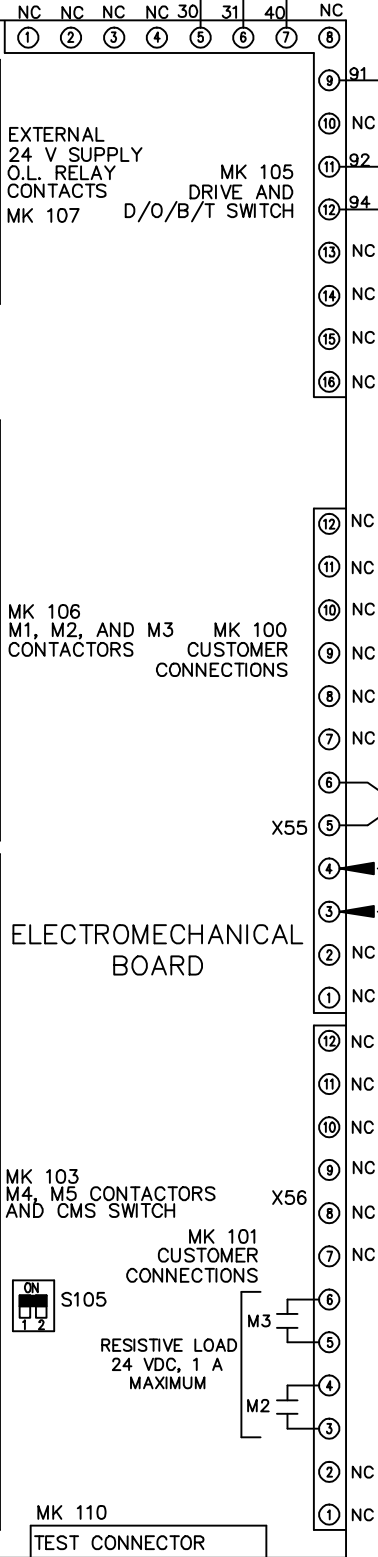 NC NC NC NC 30 31 40 NC
1 2 3 4 5 6 7 8
9 91
10 NC
EXTERNAL
24 V SUPPLY
O.L. RELAY
CONTACTS
MK 107
MK 105
DRIVE AND
D/O/B/T SWITCH
11 92
12 94
13 NC
14 NC
15 NC
16 NC
12 NC
11 NC
10 NC
MK 106
M1, M2, AND M3
CONTACTORS
MK 100
CUSTOMER
CONNECTIONS
9 NC
8 NC
7 NC
6
X55 5
4
3
ELECTROMECHANICAL
BOARD
2 NC
1 NC
12 NC
11 NC
10 NC
9 NC
MK 103
M4, M5 CONTACTORS
AND CMS SWITCH
X56
8 NC
MK 101
CUSTOMER
CONNECTIONS
7 NC
ON
1 2
S105
6
M3
5
RESISTIVE LOAD
24 VDC, 1 A
MAXIMUM
4
M2
3
2 NC
1 NC
MK 110
TEST CONNECTOR